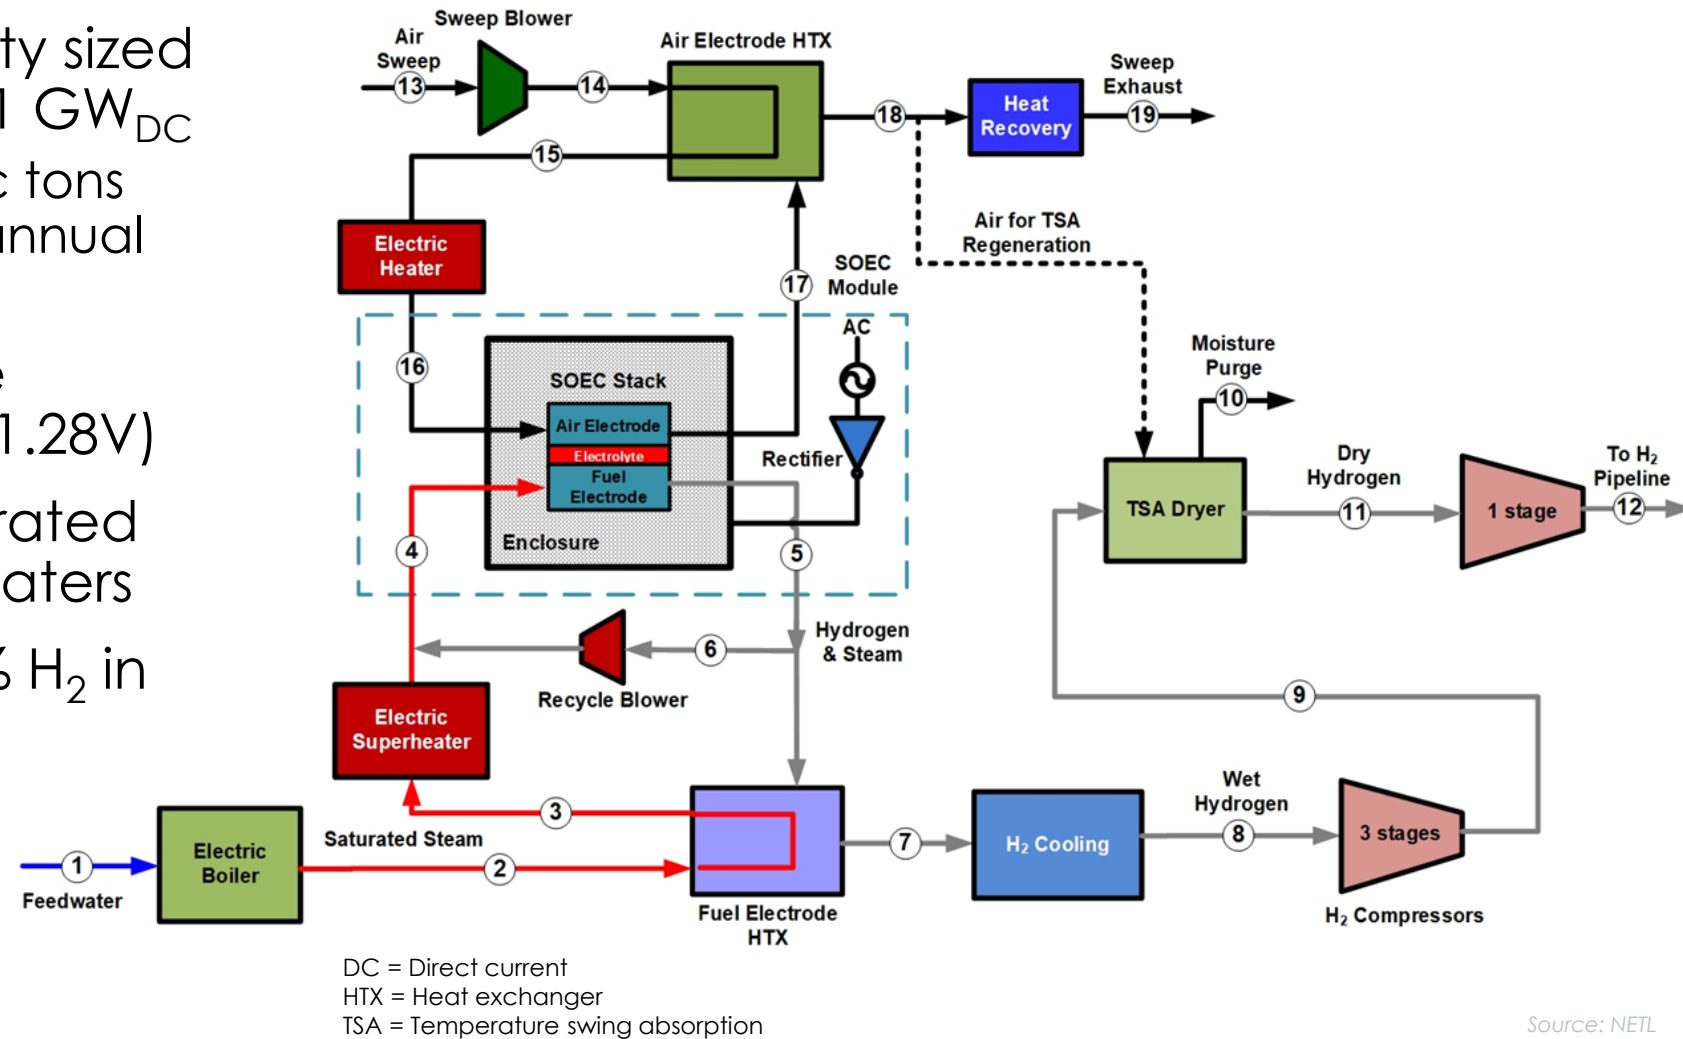 ty sized
1 GWDC
c tons
annual
e
1.28V)
rated
eaters
% H2 in
Sweep Blower
Air
Sweep
13
14
Air Electrode HTX
15
18
Heat
Recovery
Sweep
Exhaust
19
Air for TSA
Regeneration
Electric
Heater
16
17
SOEC
Module
AC
SOEC Stack
Air Electrode
Electrolyte
Fuel
Electrode
Enclosure
Rectifier
4
5
6
Hydrogen
& Steam
Recycle Blower
Electric
Superheater
3
Saturated Steam
1
Feedwater
Electric
Boiler
2
Fuel Electrode
HTX
7
H2 Cooling
Wet
Hydrogen
8
3 stages
H2 Compressors
9
Moisture
Purge
10
TSA Dryer
Dry
Hydrogen
11
1 stage
To H2
Pipeline
12
DC = Direct current
HTX = Heat exchanger
TSA = Temperature swing absorption
Source: NETL